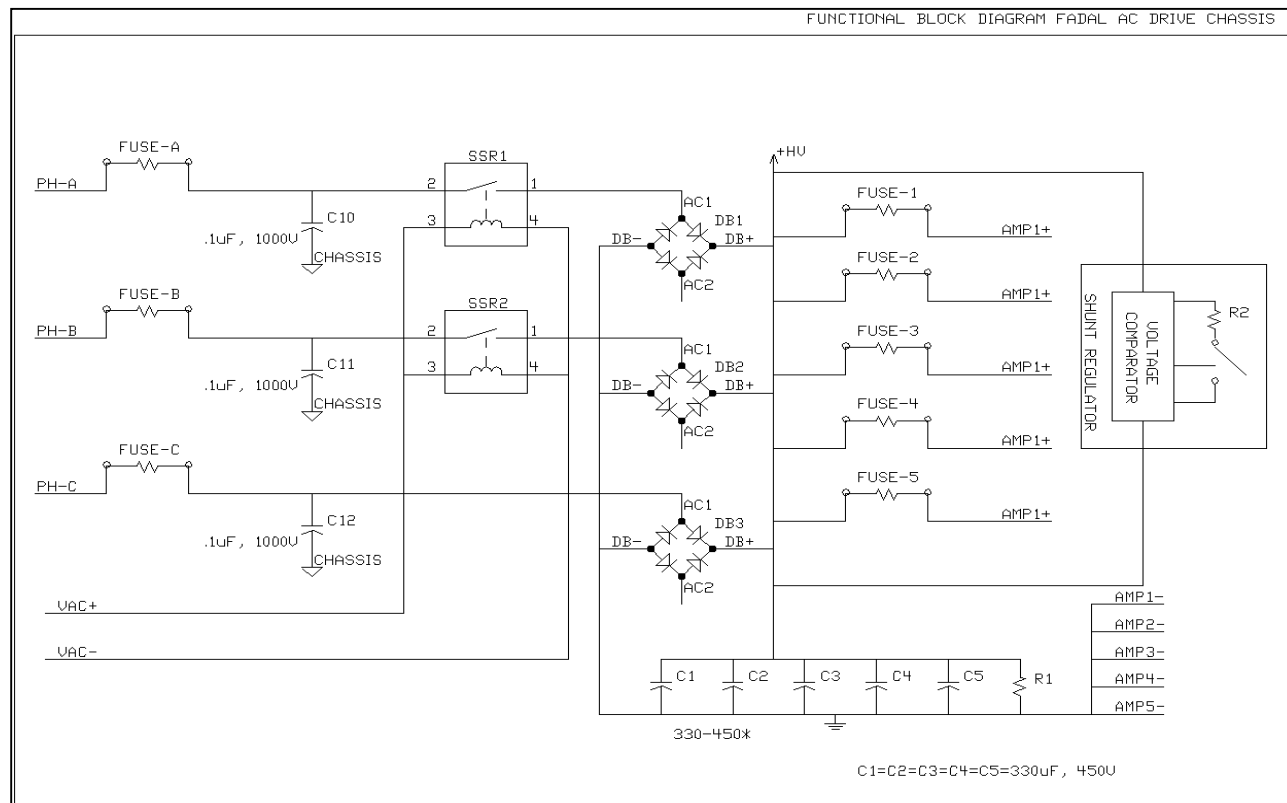 FUNCTIONAL BLOCK DIAGRAM FADAL AC DRIVE CHASSIS
FUSE-A
SSR1
+HV
PH-A
2
1
AC1
FUSE-1
C10
3
4
DB1
AMP1+
.1uF, 1000V
DB-
DB+
CHASSIS
FUSE-2
AC2
FUSE-B
SSR2
AMP1+
R2
PH-B
2
1
FUSE-3
SHUNT REGULATOR
VOLTAGE COMPARATOR
AC1
C11
3
4
DB2
AMP1+
.1uF, 1000V
DB-
DB+
CHASSIS
FUSE-4
AC2
AMP1+
FUSE-C
FUSE-5
PH-C
AC1
C12
DB3
AMP1+
.1uF, 1000V
DB-
DB+
CHASSIS
AC2
VAC+
AMP1-
AMP2-
VAC-
AMP3-
C1
C2
C3
C4
C5
R1
AMP4-
AMP5-
330-450*
C1=C2=C3=C4=C5=330uF, 450V